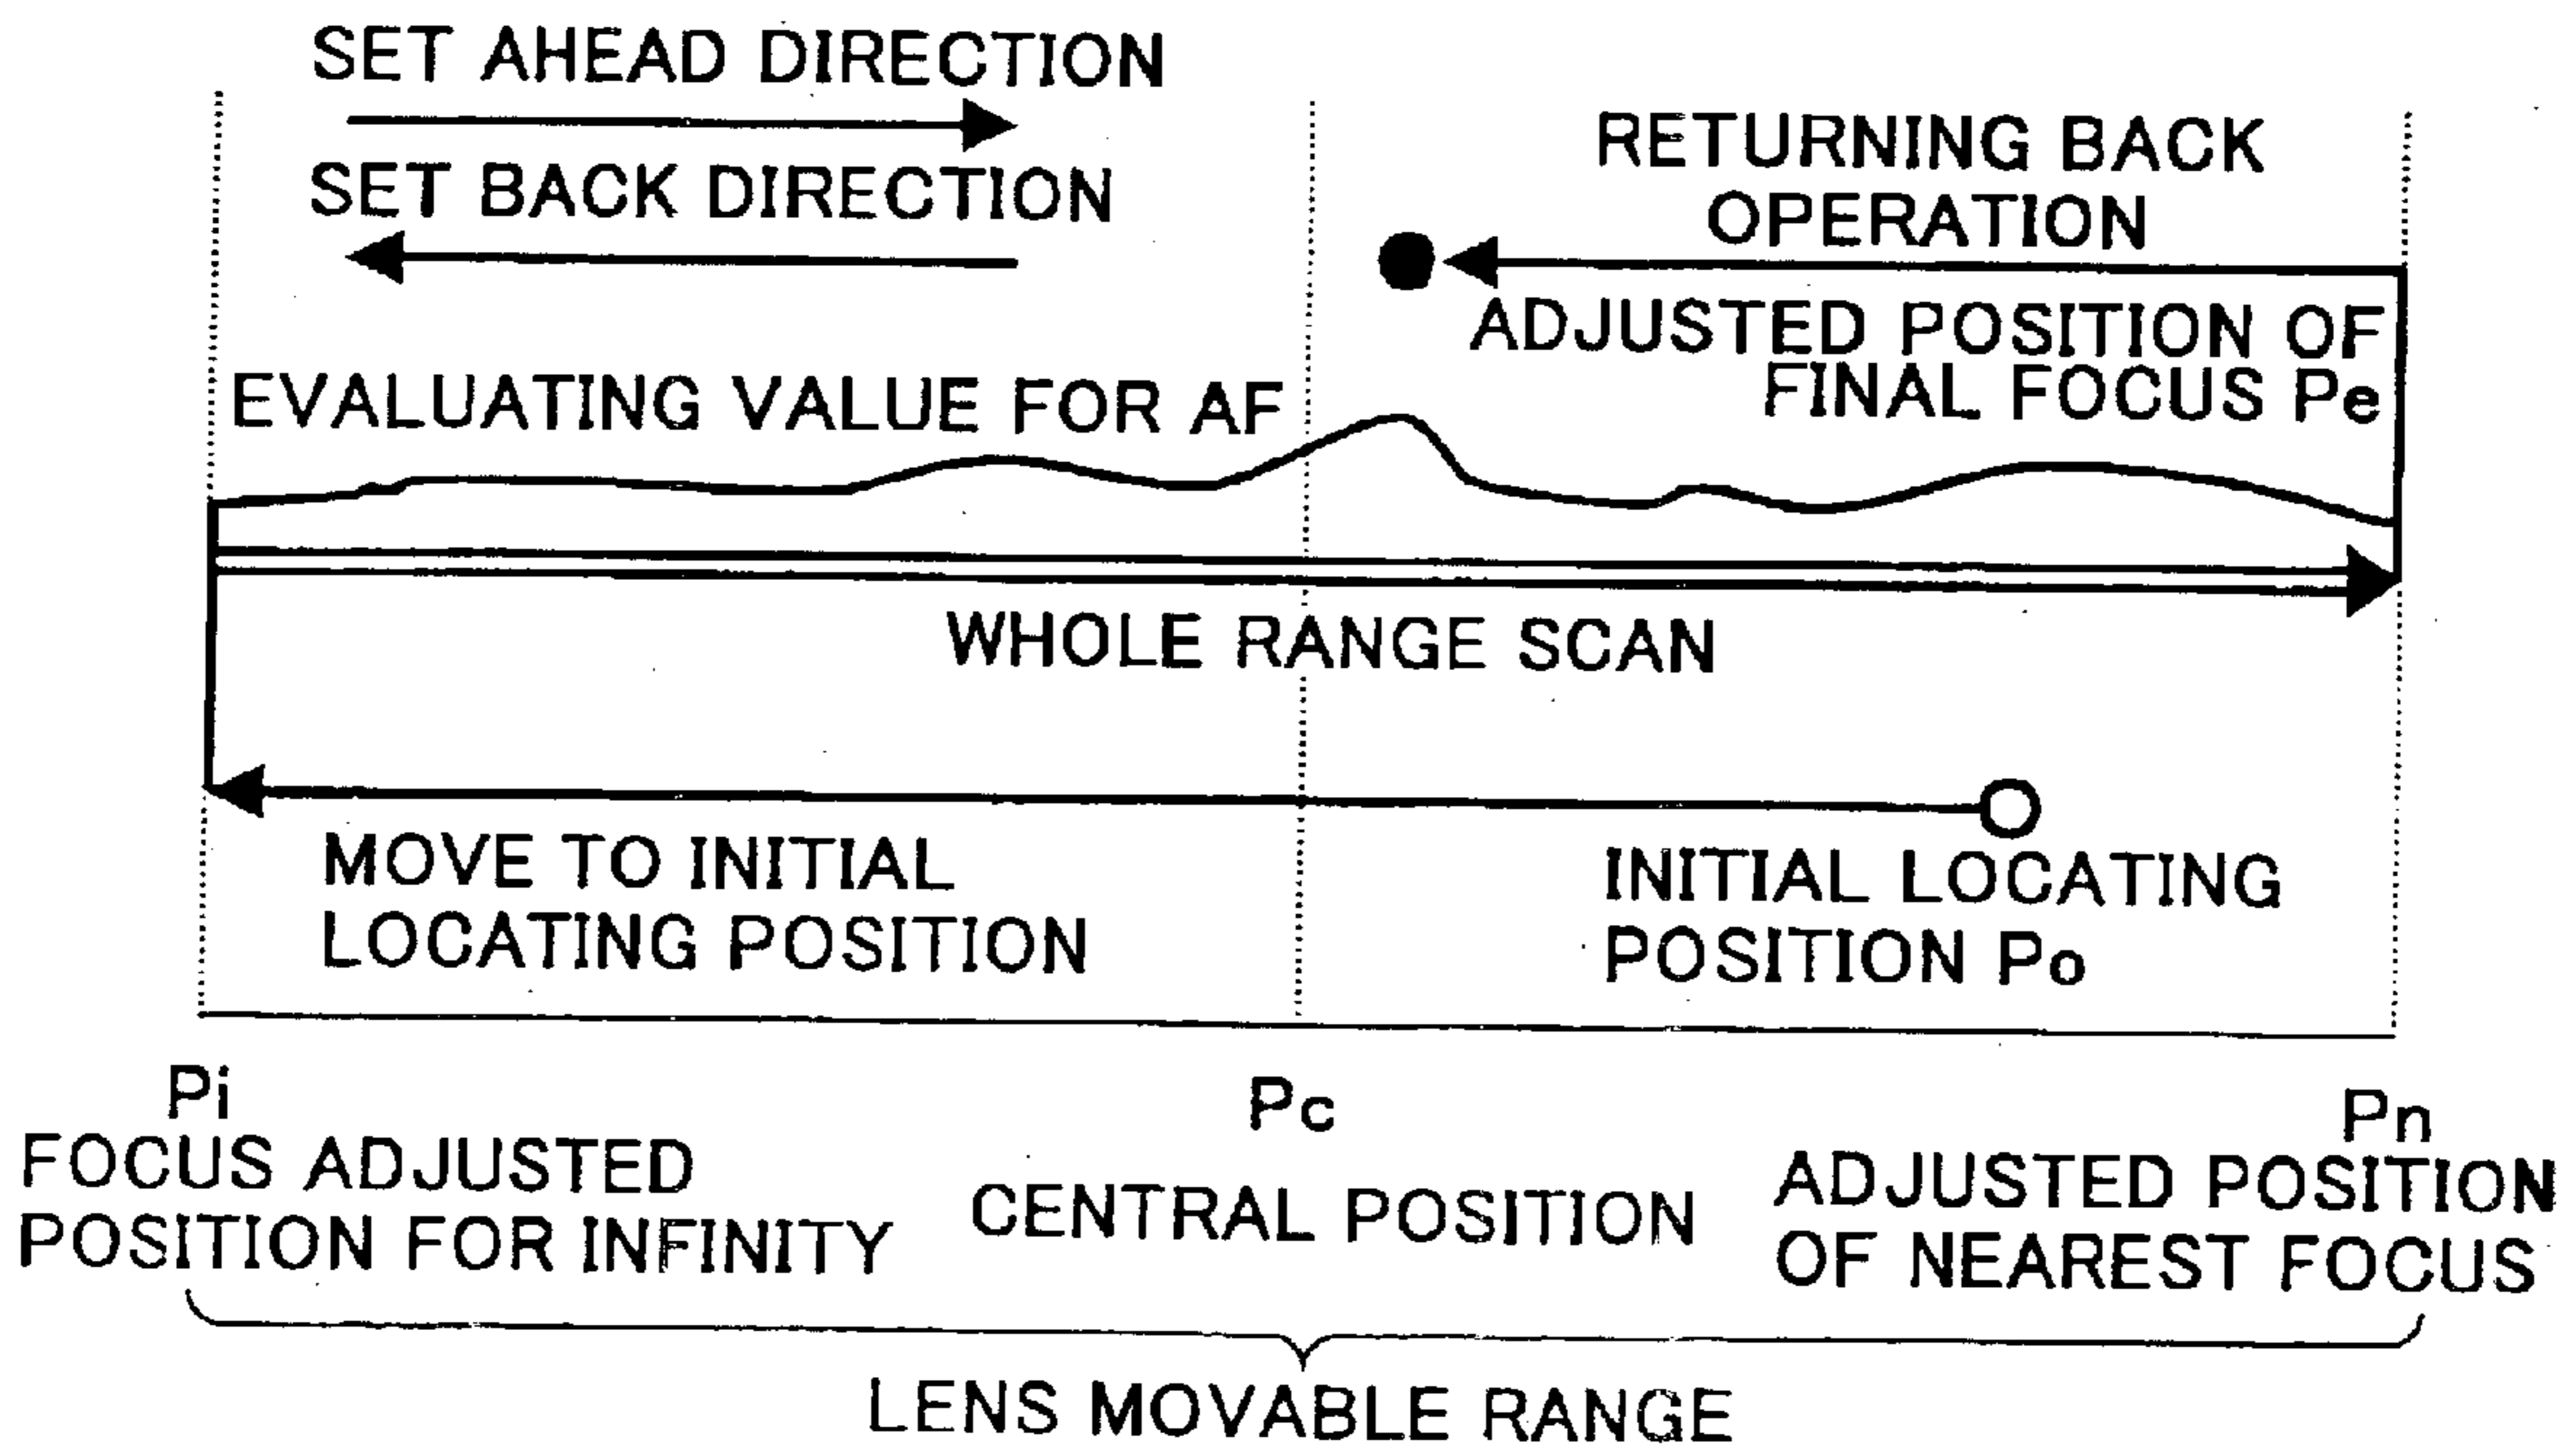 SET AHEAD DIRECTION
SET BACK DIRECTION
RETURNING BACK
OPERATION
ADJUSTED POSITION OF
FINAL FOCUS Pe
EVALUATING VALUE FOR AF
WHOLE RANGE SCAN
MOVE TO INITIAL
LOCATING POSITION
INITIAL LOCATING
POSITION Po
Pi
FOCUS ADJUSTED
POSITION FOR INFINITY
Pc
CENTRAL POSITION
Pn
ADJUSTED POSITION
OF NEAREST FOCUS
LENS MOVABLE RANGE